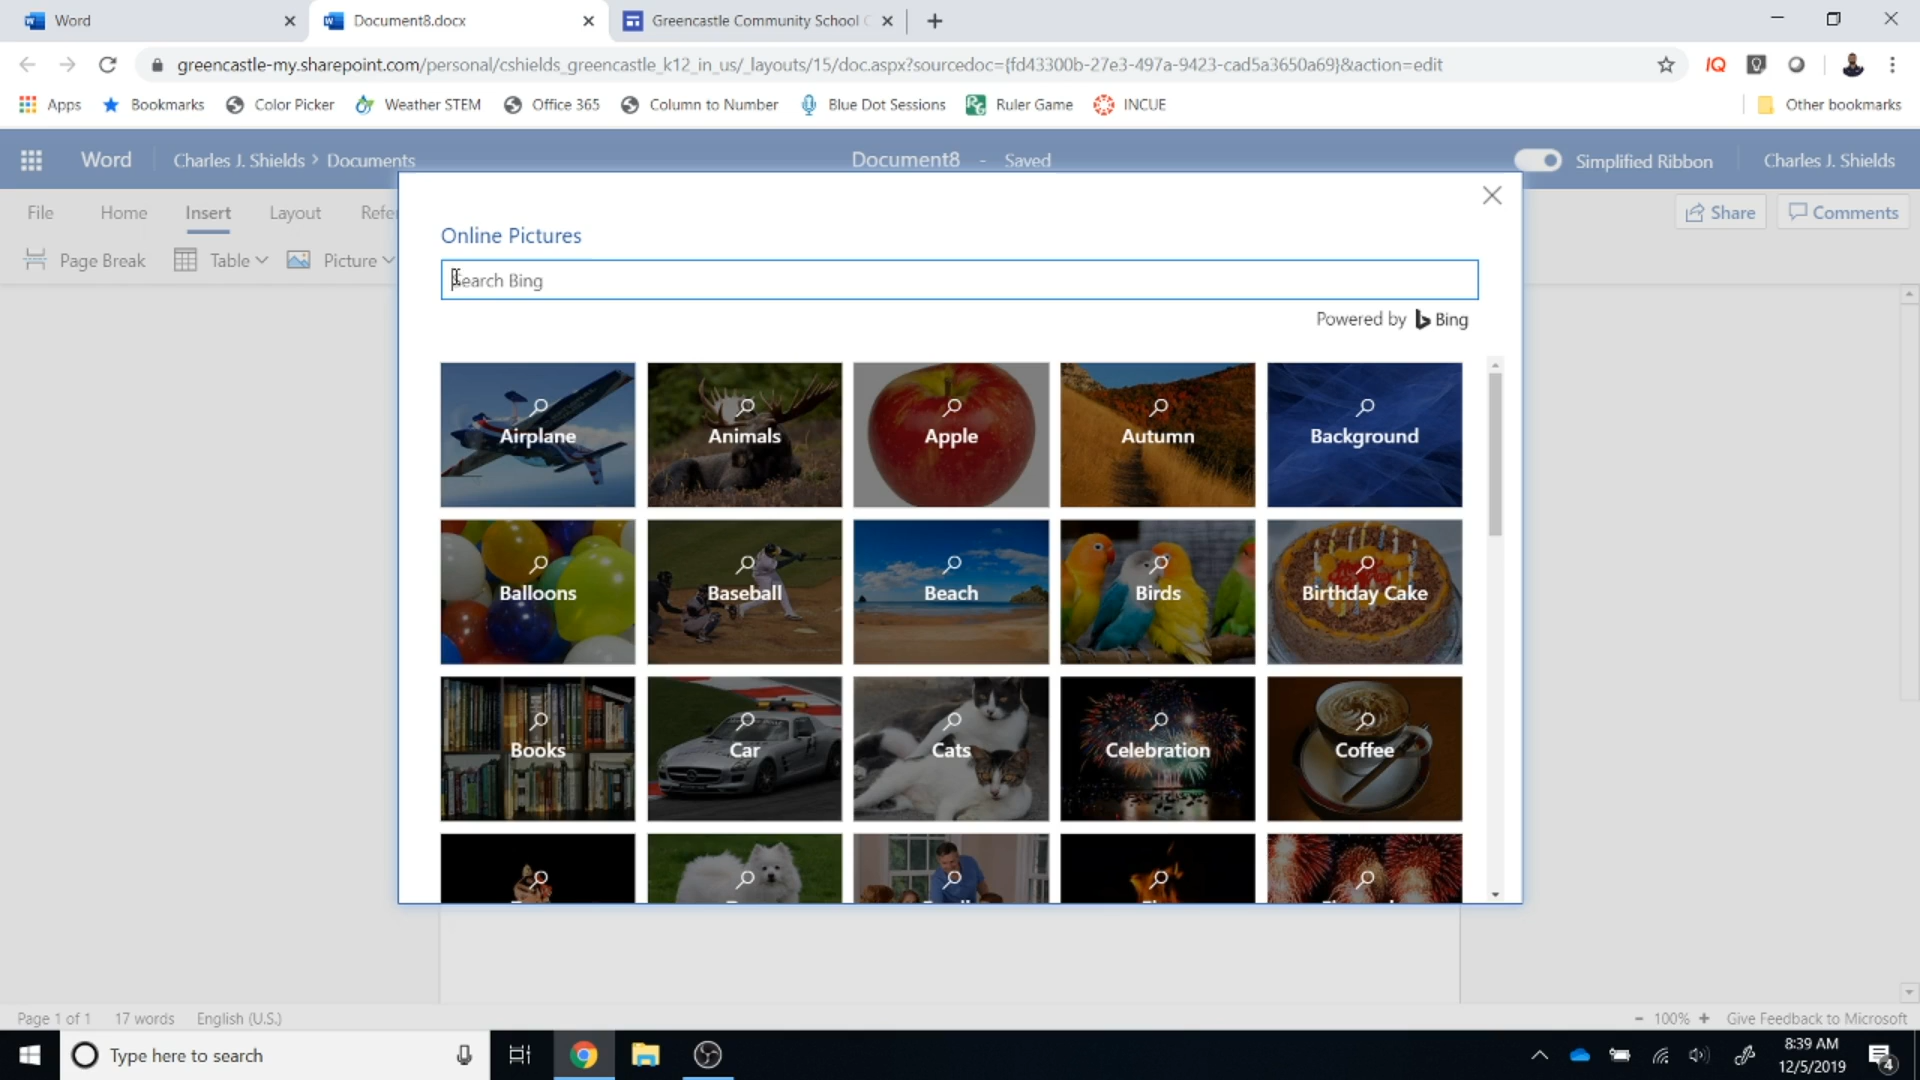 Word
Document8.docx
Greencastle Community School C
greencastle-my.sharepoint.com/personal/cshields_greencastle_k12_in_us/_layouts/15/doc.aspx?sourcedoc={fd43300b-27e3-497a-9423-cad5a3650a69}&action=edit
IQ
Apps Bookmarks Color Picker Weather STEM Office 365 Column to Number Blue Dot Sessions Ruler Game INCUE Other bookmarks
Word Charles J. Shields > Documents Document8 - Saved Simplified Ribbon Charles J. Shields
File Home Insert Layout Refe Share Comments
Page Break Table Picture
Online Pictures
Search Bing
Powered by Bing
Airplane Animals Apple Autumn Background
Balloons Baseball Beach Birds Birthday Cake
Books Car Cats Celebration Coffee
Page 1 of 1 17 words English (U.S.) - 100% + Give Feedback to Microsoft
Type here to search
8:39 AM
12/5/2019
4